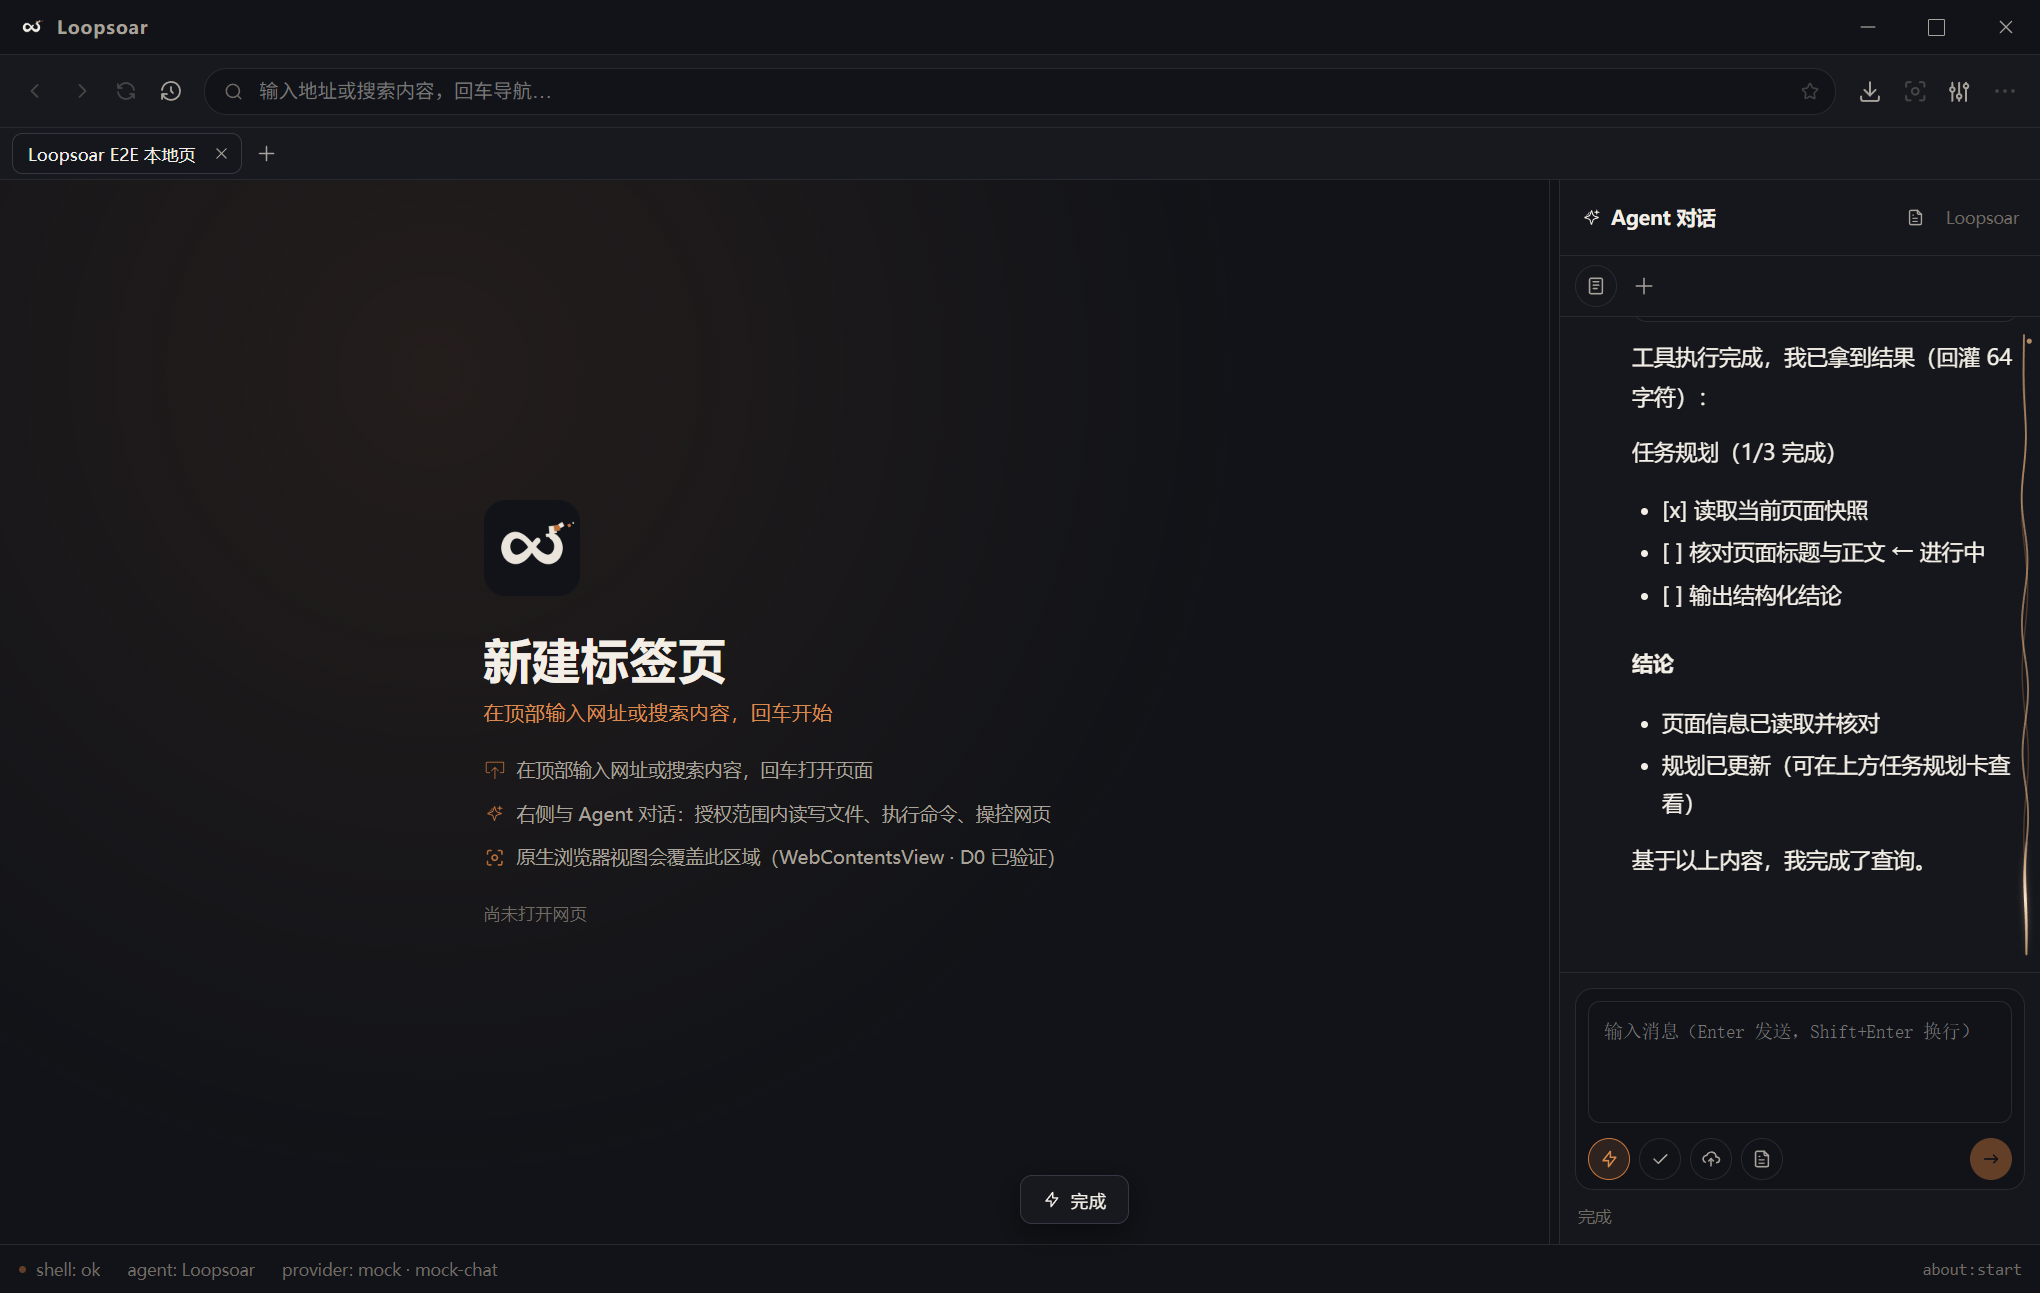 Loopsoar
输入地址或搜索内容，回车导航...
Loopsoar E2E 本地页
新建标签页
在顶部输入网址或搜索内容，回车开始
在顶部输入网址或搜索内容，回车打开页面
右侧与 Agent 对话：授权范围内读写文件、执行命令、操控网页
原生浏览器视图会覆盖此区域（WebContentsView · D0 已验证）
尚未打开网页
完成
Agent 对话
Loopsoar
工具执行完成，我已拿到结果（回灌 64
字符）：
任务规划（1/3 完成）
• [x] 读取当前页面快照
• [ ] 核对页面标题与正文 ← 进行中
• [ ] 输出结构化结论
结论
• 页面信息已读取并核对
• 规划已更新（可在上方任务规划卡查
看）
基于以上内容，我完成了查询。
输入消息（Enter 发送，Shift+Enter 换行）
完成
shell: ok
agent: Loopsoar
provider: mock · mock-chat
about:start